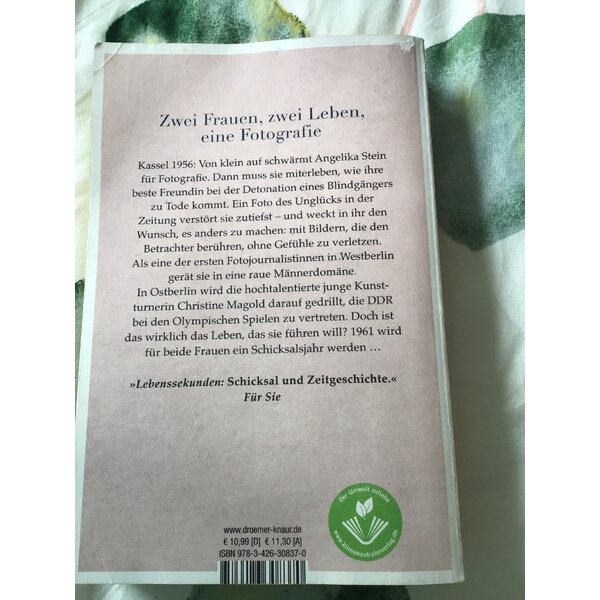 Zwei Frauen, zwei Leben,
eine Fotografie
Kassel 1956: Von klein auf schwärmt Angelika Stein
für Fotografie. Dann muss sie miterleben, wie ihre
beste Freundin bei der Detonation eines Blindgängers
zu Tode kommt. Ein Foto des Unglücks in der
Zeitung verstört sie zutiefst – und weckt in ihr den
Wunsch, es anders zu machen: mit Bildern, die den
Betrachter berühren, ohne Gefühle zu verletzen.
Als eine der ersten Fotojournalistinnen in Westberlin
gerät sie in eine raue Männerdomäne.
In Ostberlin wird die hochtalentierte junge Kunst-
turnerin Christine Magold darauf gedrillt, die DDR
bei den Olympischen Spielen zu vertreten. Doch ist
das wirklich das Leben, das sie führen will? 1961 wird
für beide Frauen ein Schicksalsjahr werden …
»Lebenssekunden: Schicksal und Zeitgeschichte.«
Für Sie
Der Umwelt zuliebe
www.klimaneutralerverlag.de
www.droemer-knaur.de
€ 10,99 [D] € 11,30 [A]
ISBN 978-3-426-30837-0